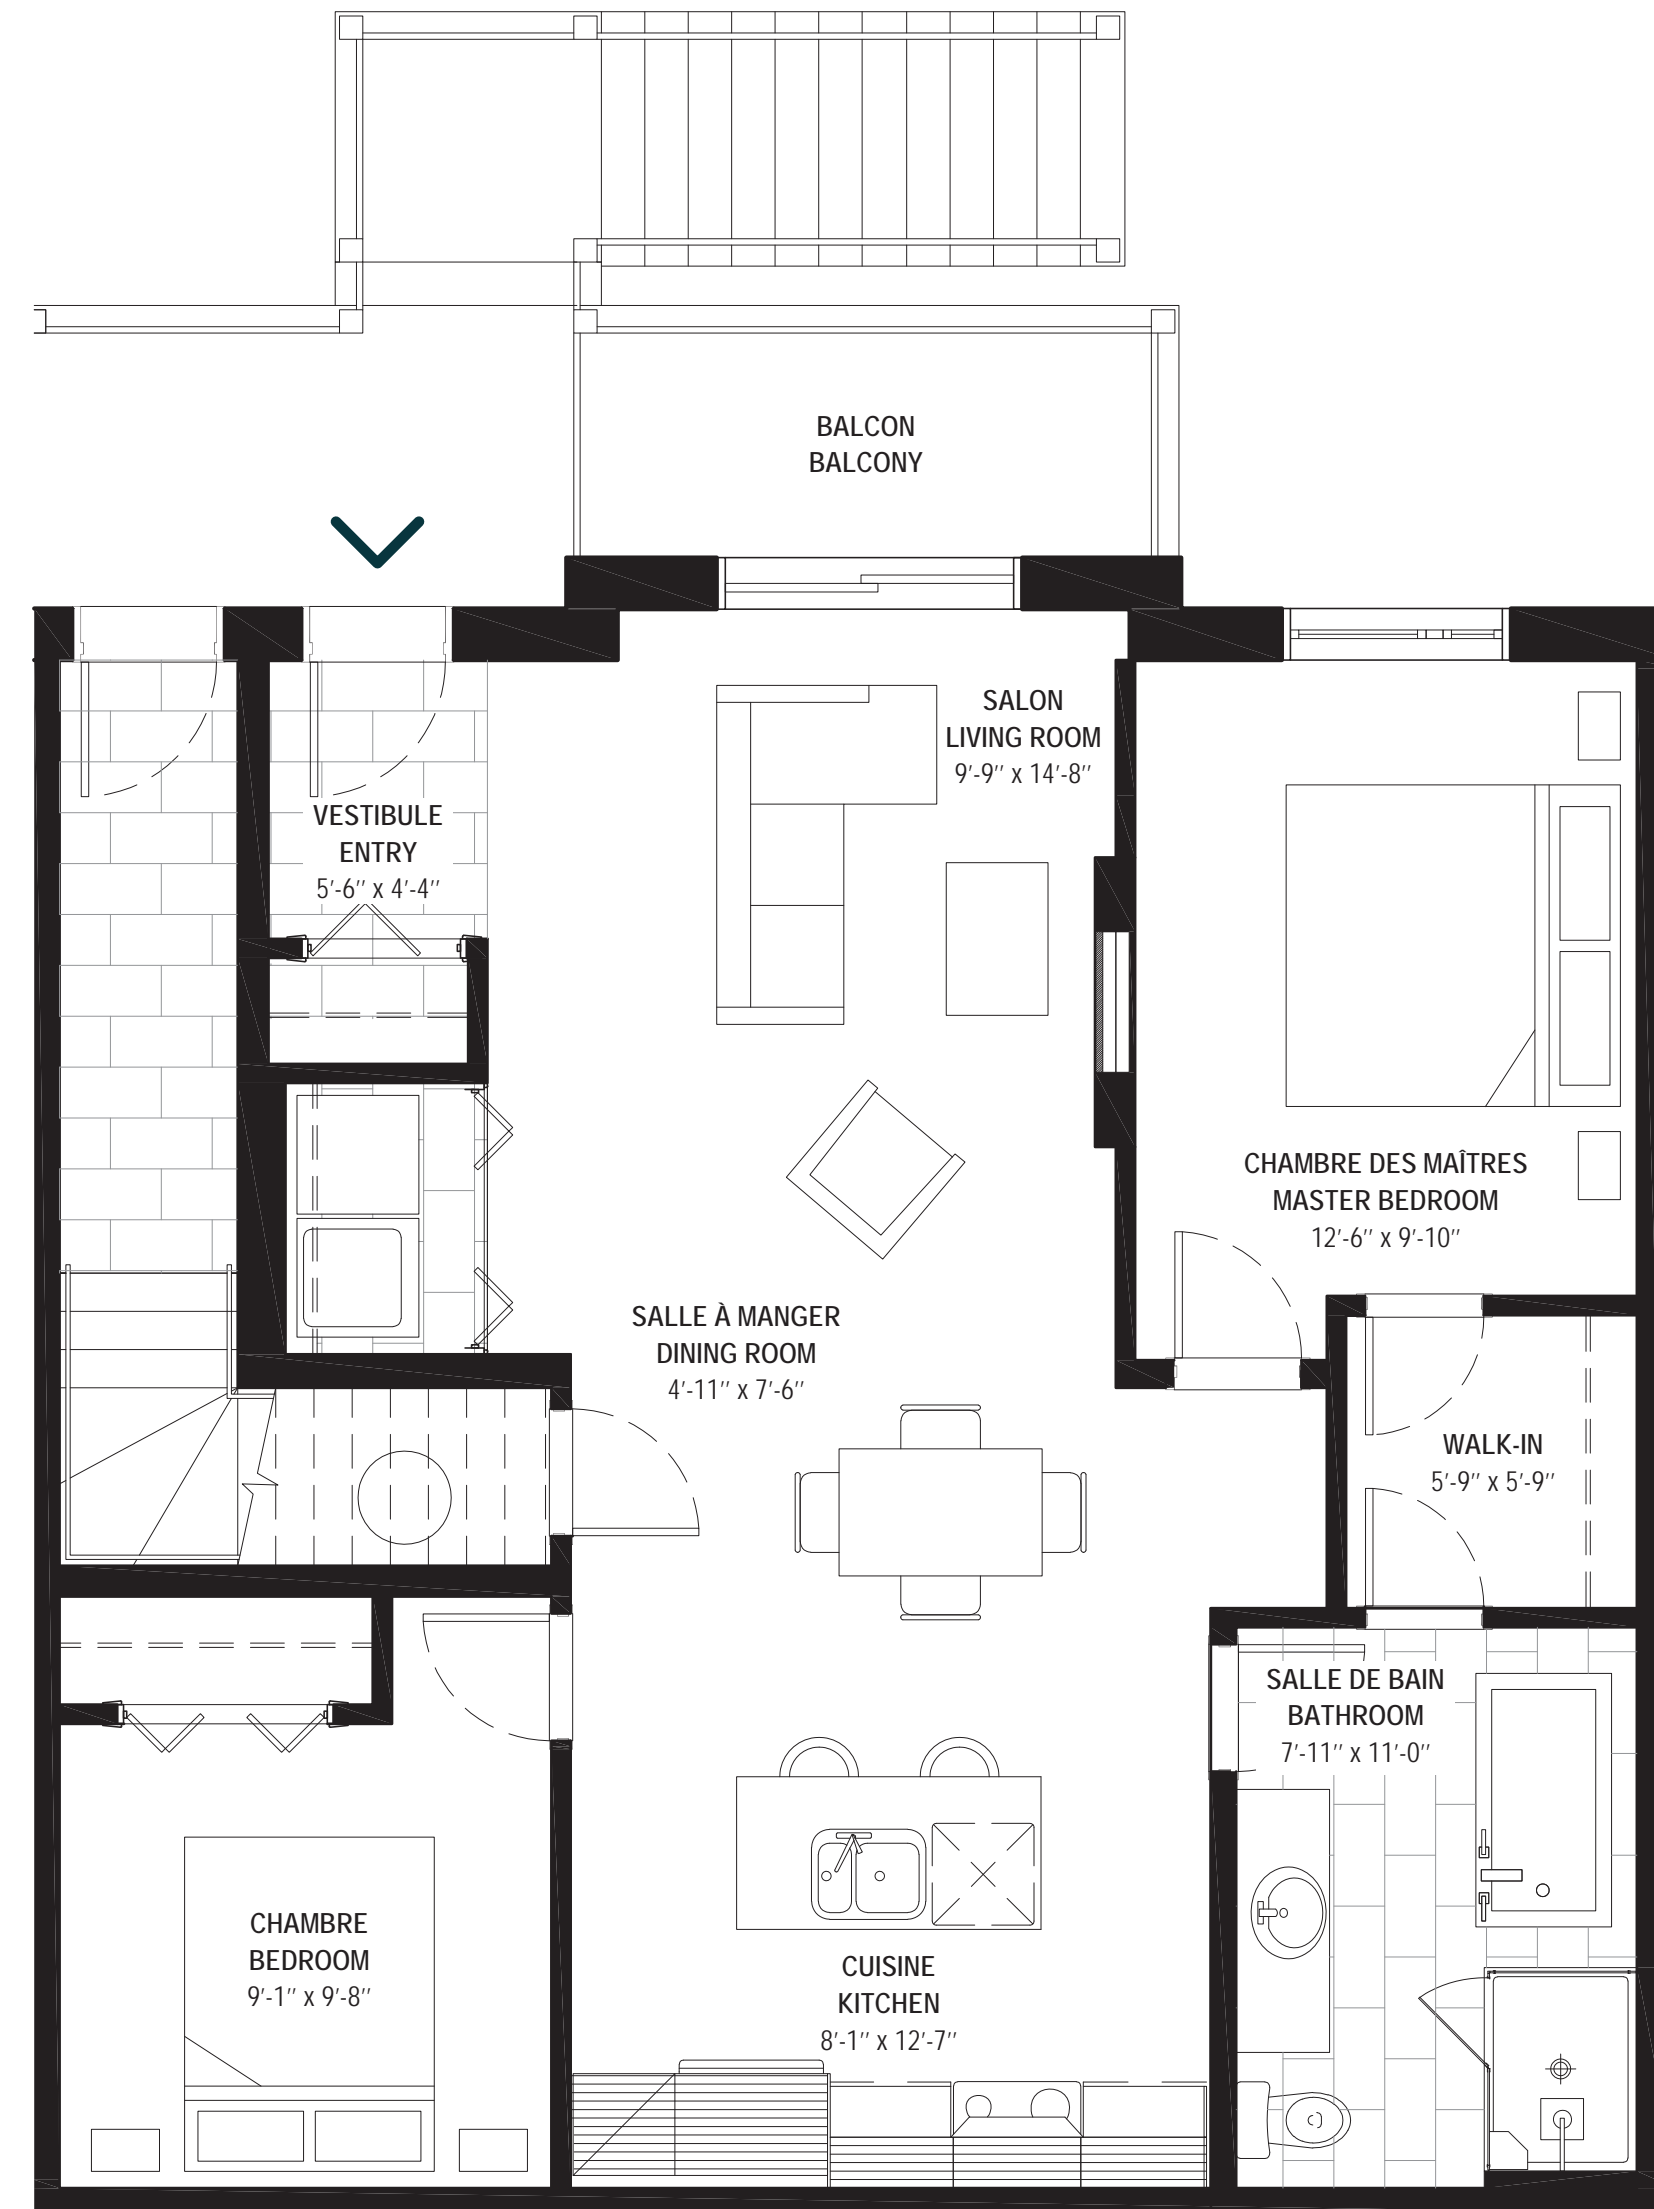 BALCON
BALCONY
SALON
LIVING ROOM
9'-9'' x 14'-8''
VESTIBULE
ENTRY
5'-6'' x 4'-4''
CHAMBRE DES MAÎTRES
MASTER BEDROOM
12'-6'' x 9'-10''
SALLE À MANGER
DINING ROOM
4'-11'' x 7'-6''
WALK-IN
5'-9'' x 5'-9''
SALLE DE BAIN
BATHROOM
7'-11'' x 11'-0''
CHAMBRE
BEDROOM
9'-1'' x 9'-8''
CUISINE
KITCHEN
8'-1'' x 12'-7''